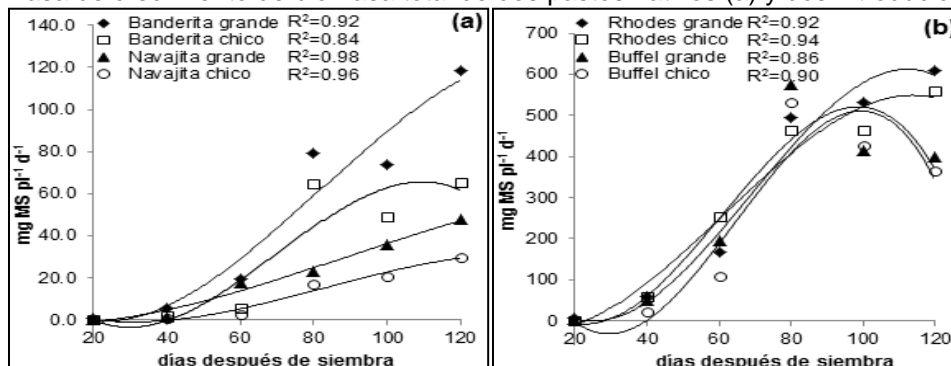 (a)
Banderita grande R²=0.92
Banderita chico R²=0.84
Navajita grande R²=0.98
Navajita chico R²=0.96
mg MS pl⁻¹ d⁻¹
120.0
100.0
80.0
60.0
40.0
20.0
0.0
20 40 60 80 100 120
días después de siembra
(b)
Rhodes grande R²=0.92
Rhodes chico R²=0.94
Buffel grande R²=0.86
Buffel chico R²=0.90
mg MS pl⁻¹ d⁻¹
700
600
500
400
300
200
100
0
20 40 60 80 100 120
días después de siembra